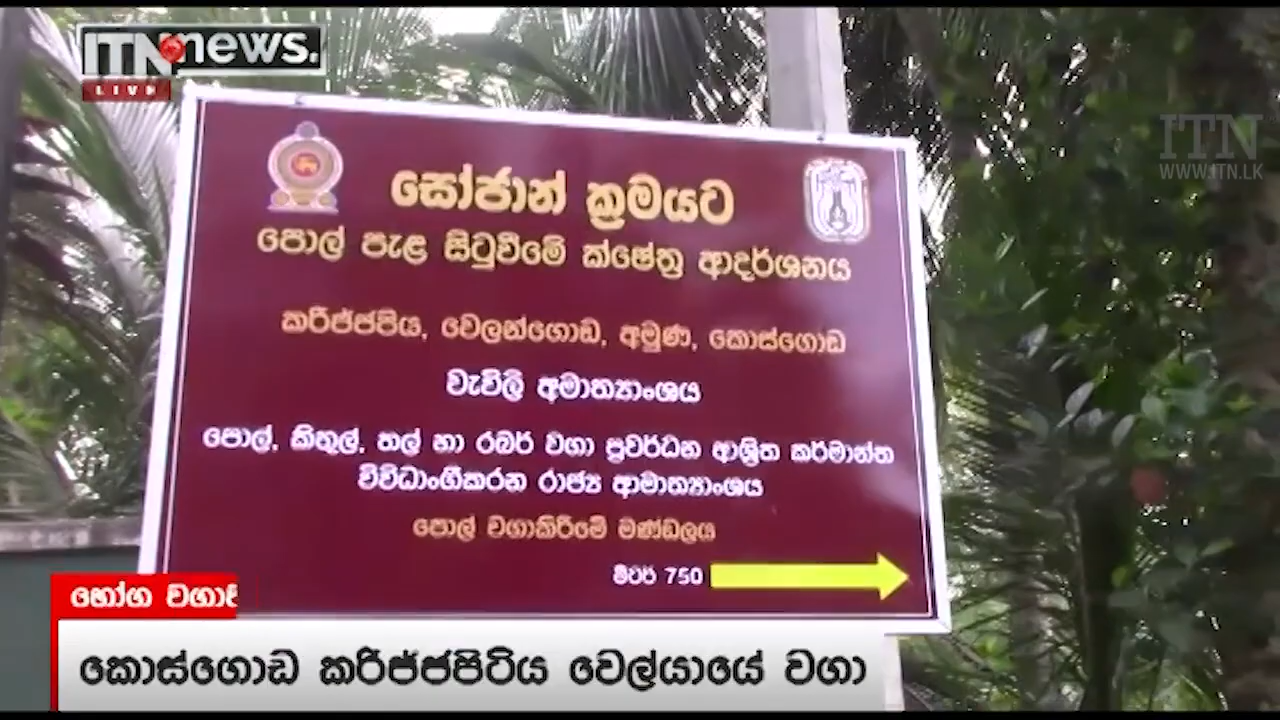 ITN news.
LIVE
ITN
WWW.ITN.LK
සෝජාන් ක්‍රමයට
පොල් පැළ සිටුවීමේ ක්ෂේත්‍ර ආදර්ශනය
කරිජ්ජපිය, වෙලන්ගොඩ, අමුණ, කොස්ගොඩ
වැවිලි අමාත්‍යාංශය
පොල්, කිතුල්, තල් හා රබර් වගා ප්‍රවර්ධන ආශ්‍රිත කර්මාන්ත
විවිධාංගීකරන රාජ්‍ය ආමාත්‍යාංශය
පොල් වගාකිරීමේ මණ්ඩලය
මීටර් 750
භෝග
කොස්ගොඩ කරිජ්ජපිටිය වෙල්යායේ වගා